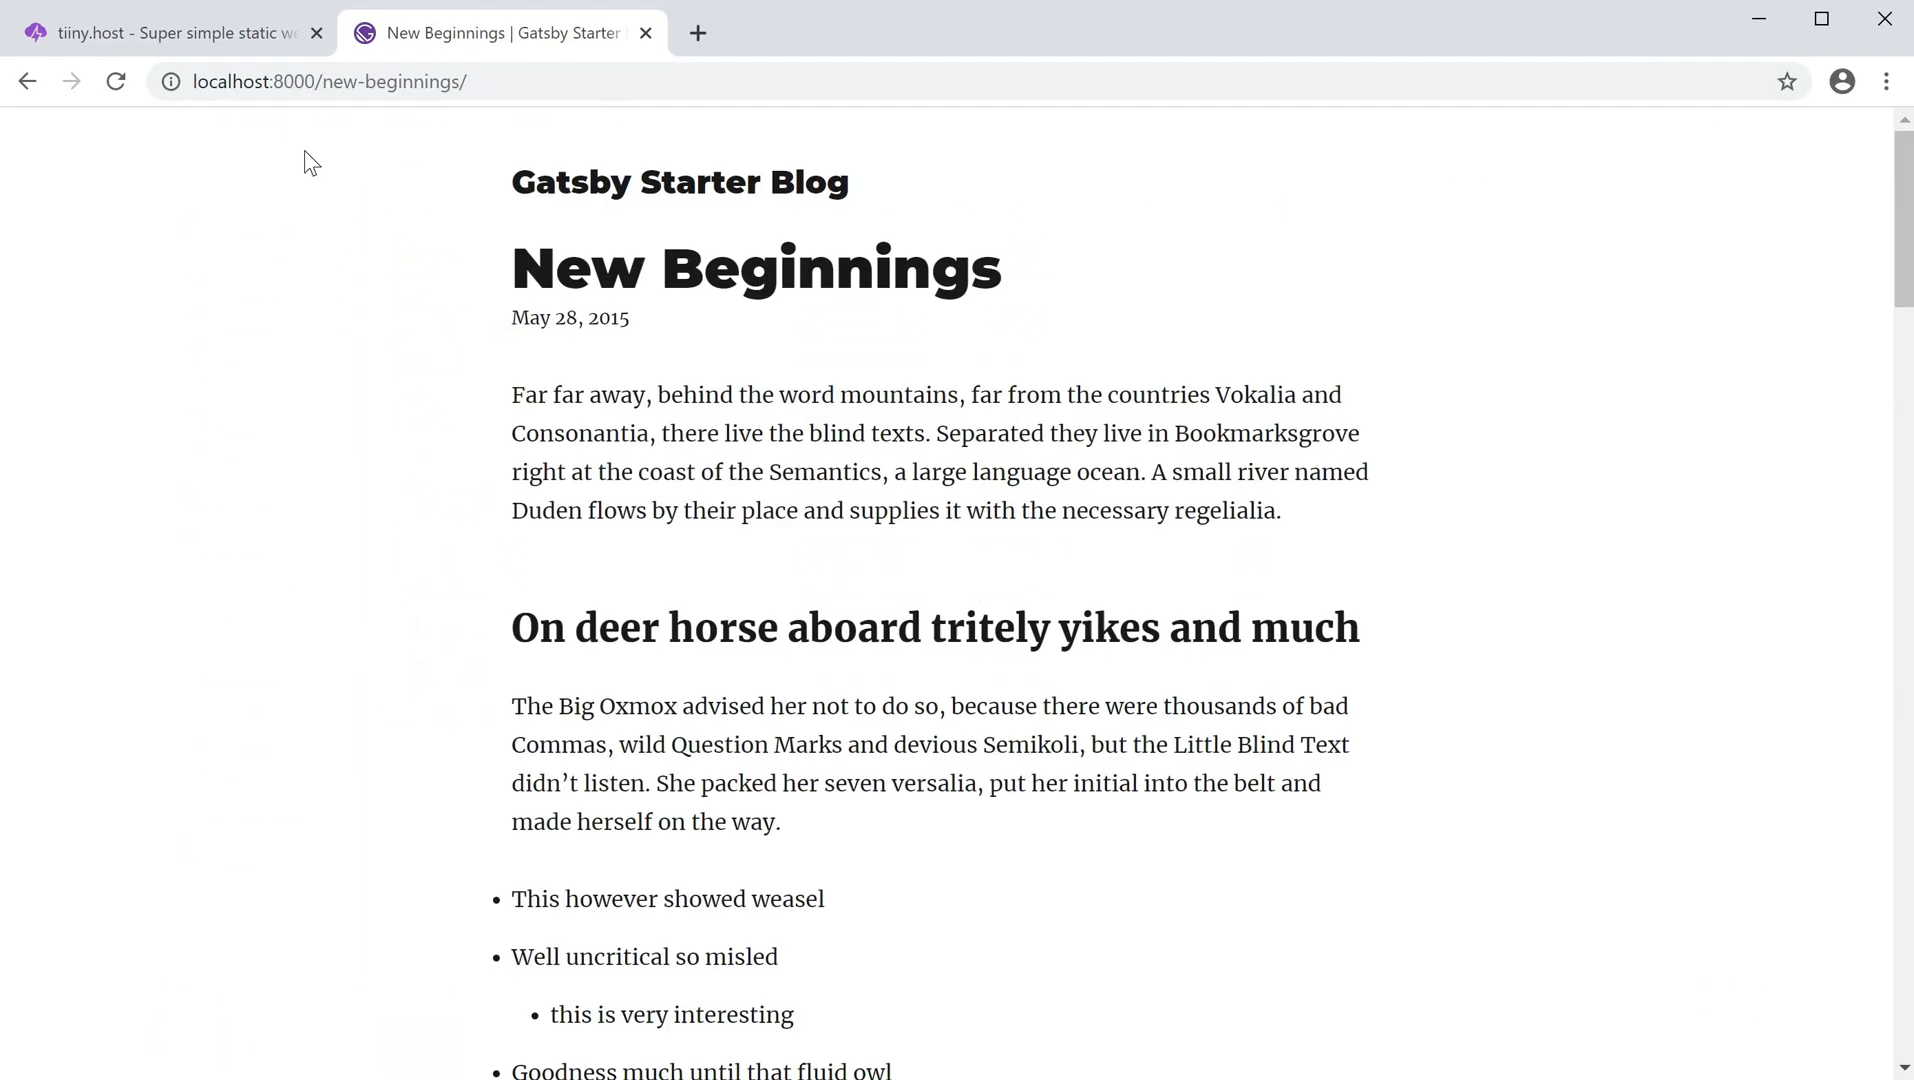 tiiny.host - Super simple static we
New Beginnings | Gatsby Starter
localhost:8000/new-beginnings/
Gatsby Starter Blog
New Beginnings
May 28, 2015
Far far away, behind the word mountains, far from the countries Vokalia and
Consonantia, there live the blind texts. Separated they live in Bookmarksgrove
right at the coast of the Semantics, a large language ocean. A small river named
Duden flows by their place and supplies it with the necessary regelialia.
On deer horse aboard tritely yikes and much
The Big Oxmox advised her not to do so, because there were thousands of bad
Commas, wild Question Marks and devious Semikoli, but the Little Blind Text
didn’t listen. She packed her seven versalia, put her initial into the belt and
made herself on the way.
• This however showed weasel
• Well uncritical so misled
• this is very interesting
• Goodness much until that fluid owl